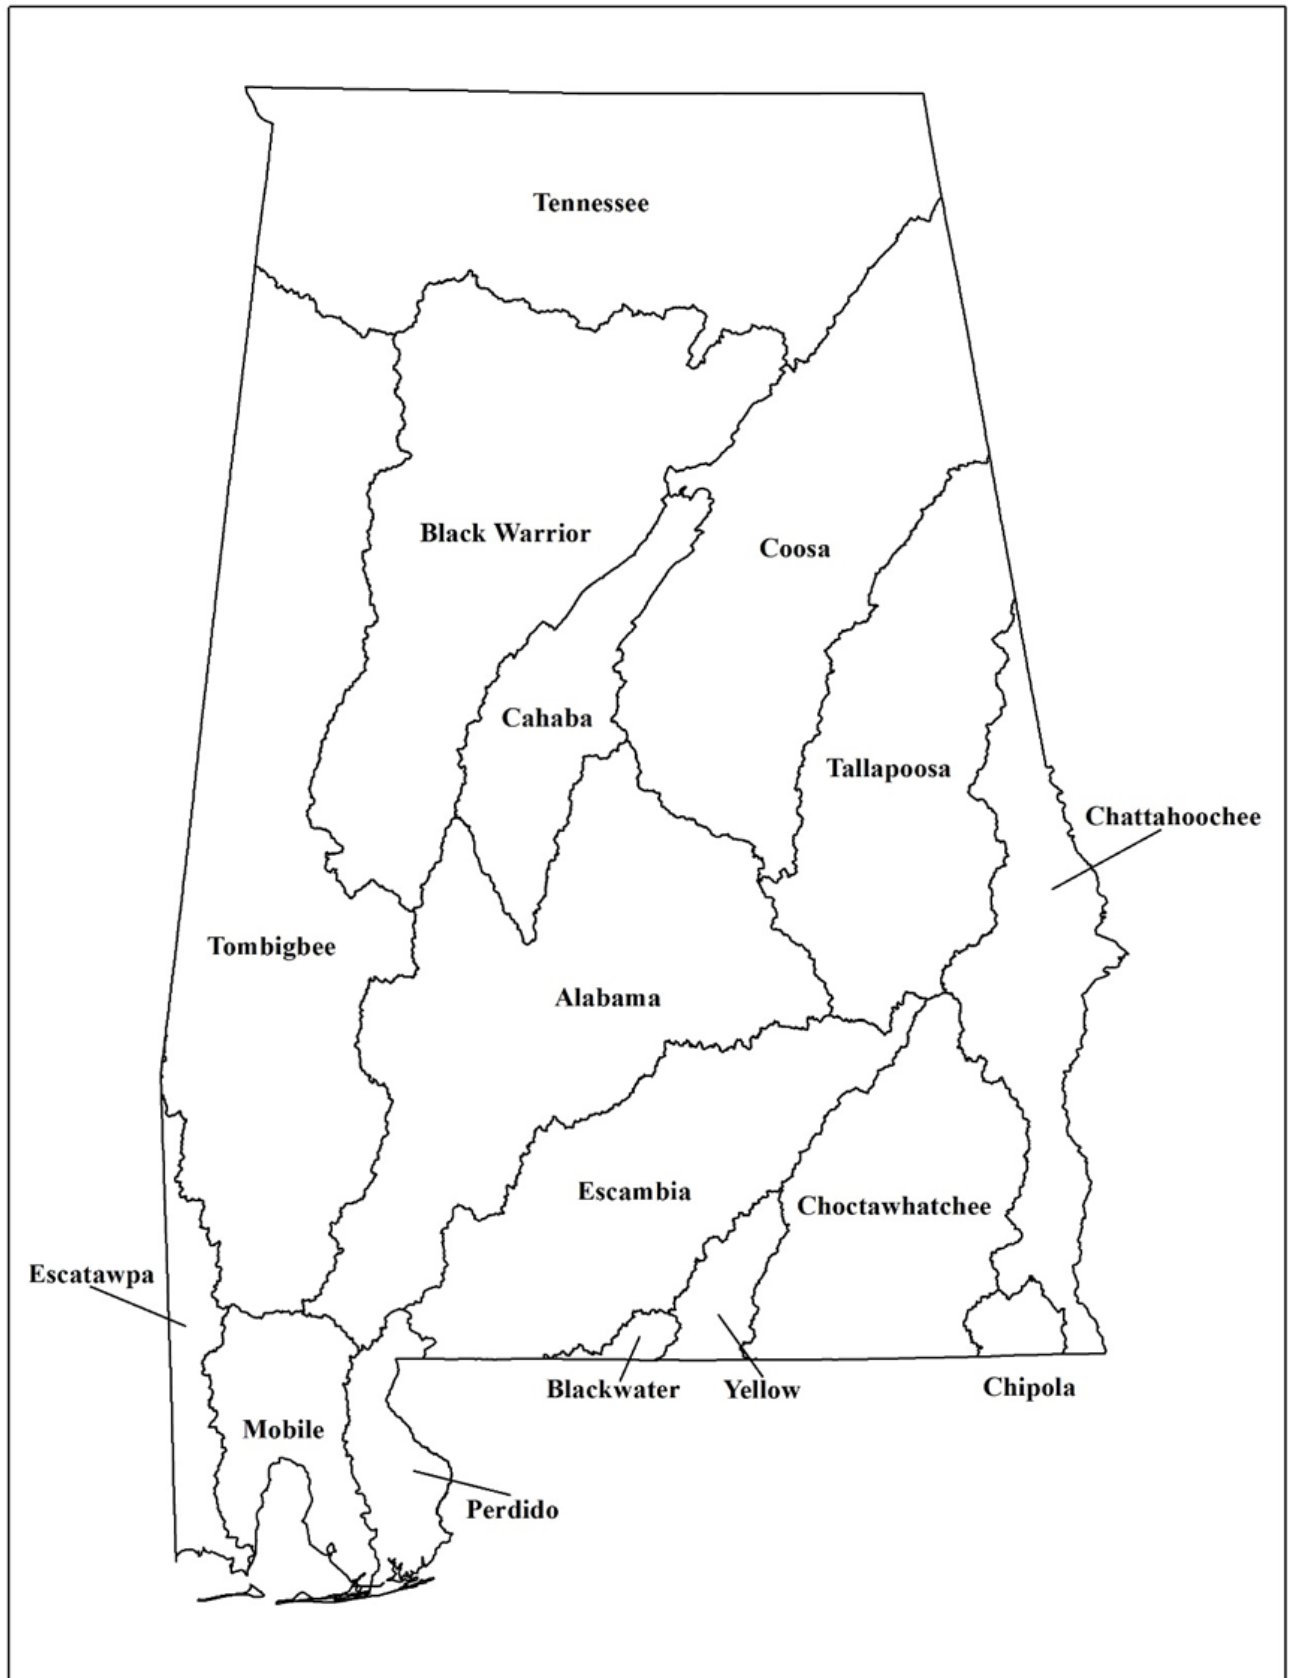 Tennessee
Black Warrior
Coosa
Cahaba
Tallapoosa
Chattahoochee
Tombigbee
Alabama
Escambia
Choctawhatchee
Escatawpa
Blackwater
Yellow
Chipola
Mobile
Perdido